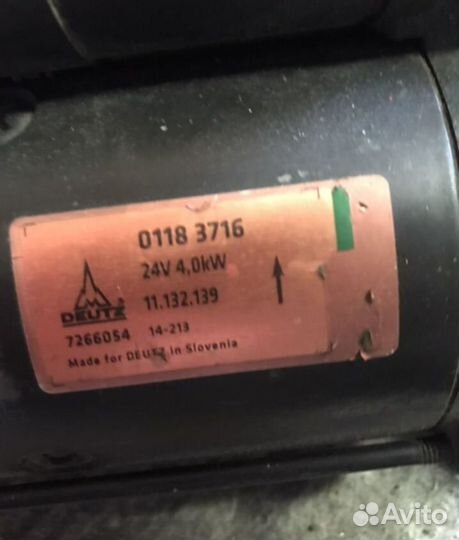 0118 3716
24V 4,0kW
11.132.139
DEUTZ
7266054 14-213
Made for DEUTZ in Slovenia
Avito